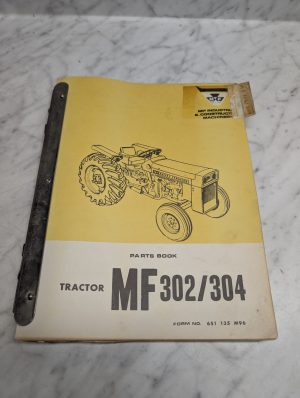 MF INDUSTRIAL
& CONSTRUCTION
MACHINERY
PARTS BOOK
TRACTOR MF 302/304
FORM NO. 651 135 M96